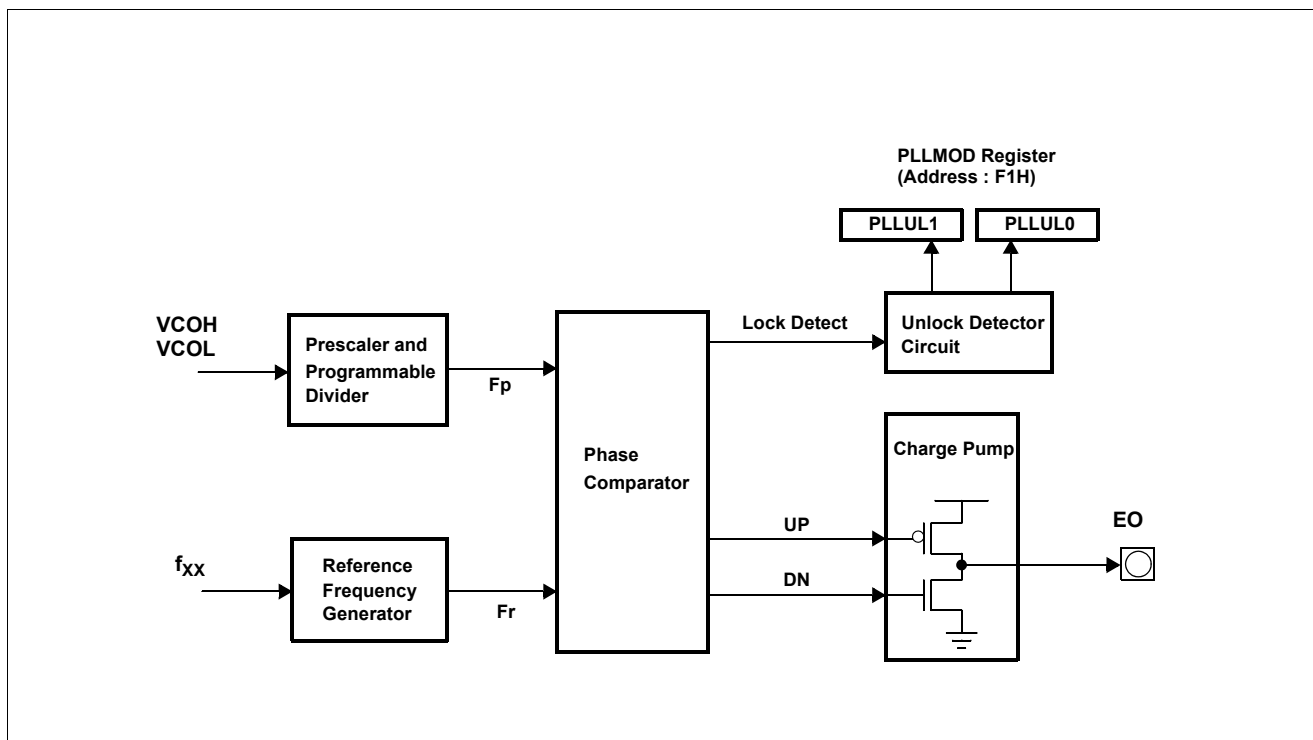 PLLMOD Register
(Address : F1H)
PLLUL1
PLLUL0
VCOH
VCOL
Prescaler and
Programmable
Divider
Fp
Lock Detect
Unlock Detector
Circuit
Phase
Comparator
Charge Pump
UP
DN
EO
fXX
Reference
Frequency
Generator
Fr